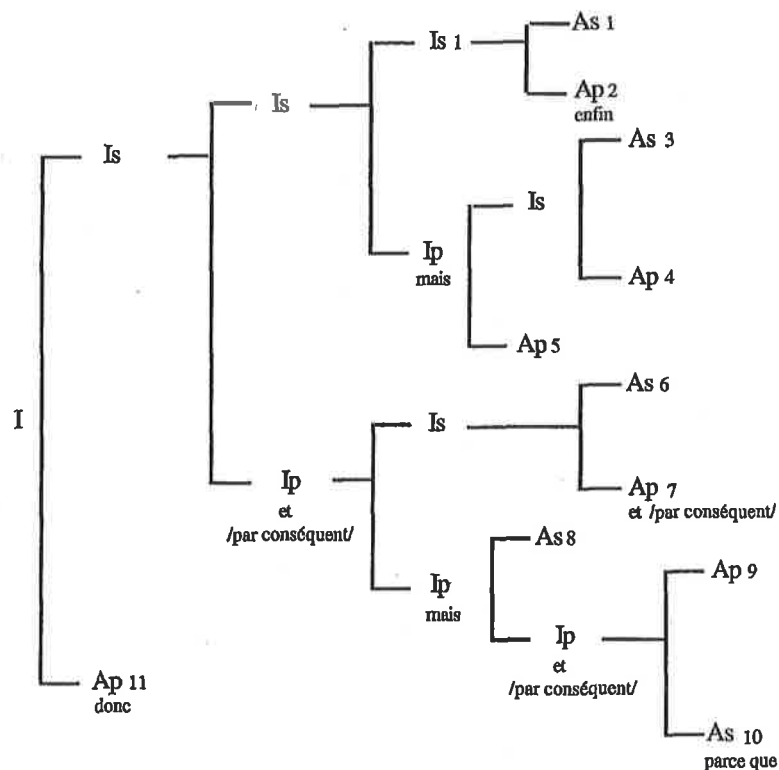 As 1
Is 1
Ap 2
enfin
Is
As 3
Is
Is
Ip
mais
Ap 4
Ap 5
As 6
I
Is
Ip
et
/par conséquent/
Ap 7
et /par conséquent/
As 8
Ap 9
Ip
mais
Ip
et
/par conséquent/
Ap 11
donc
As 10
parce que